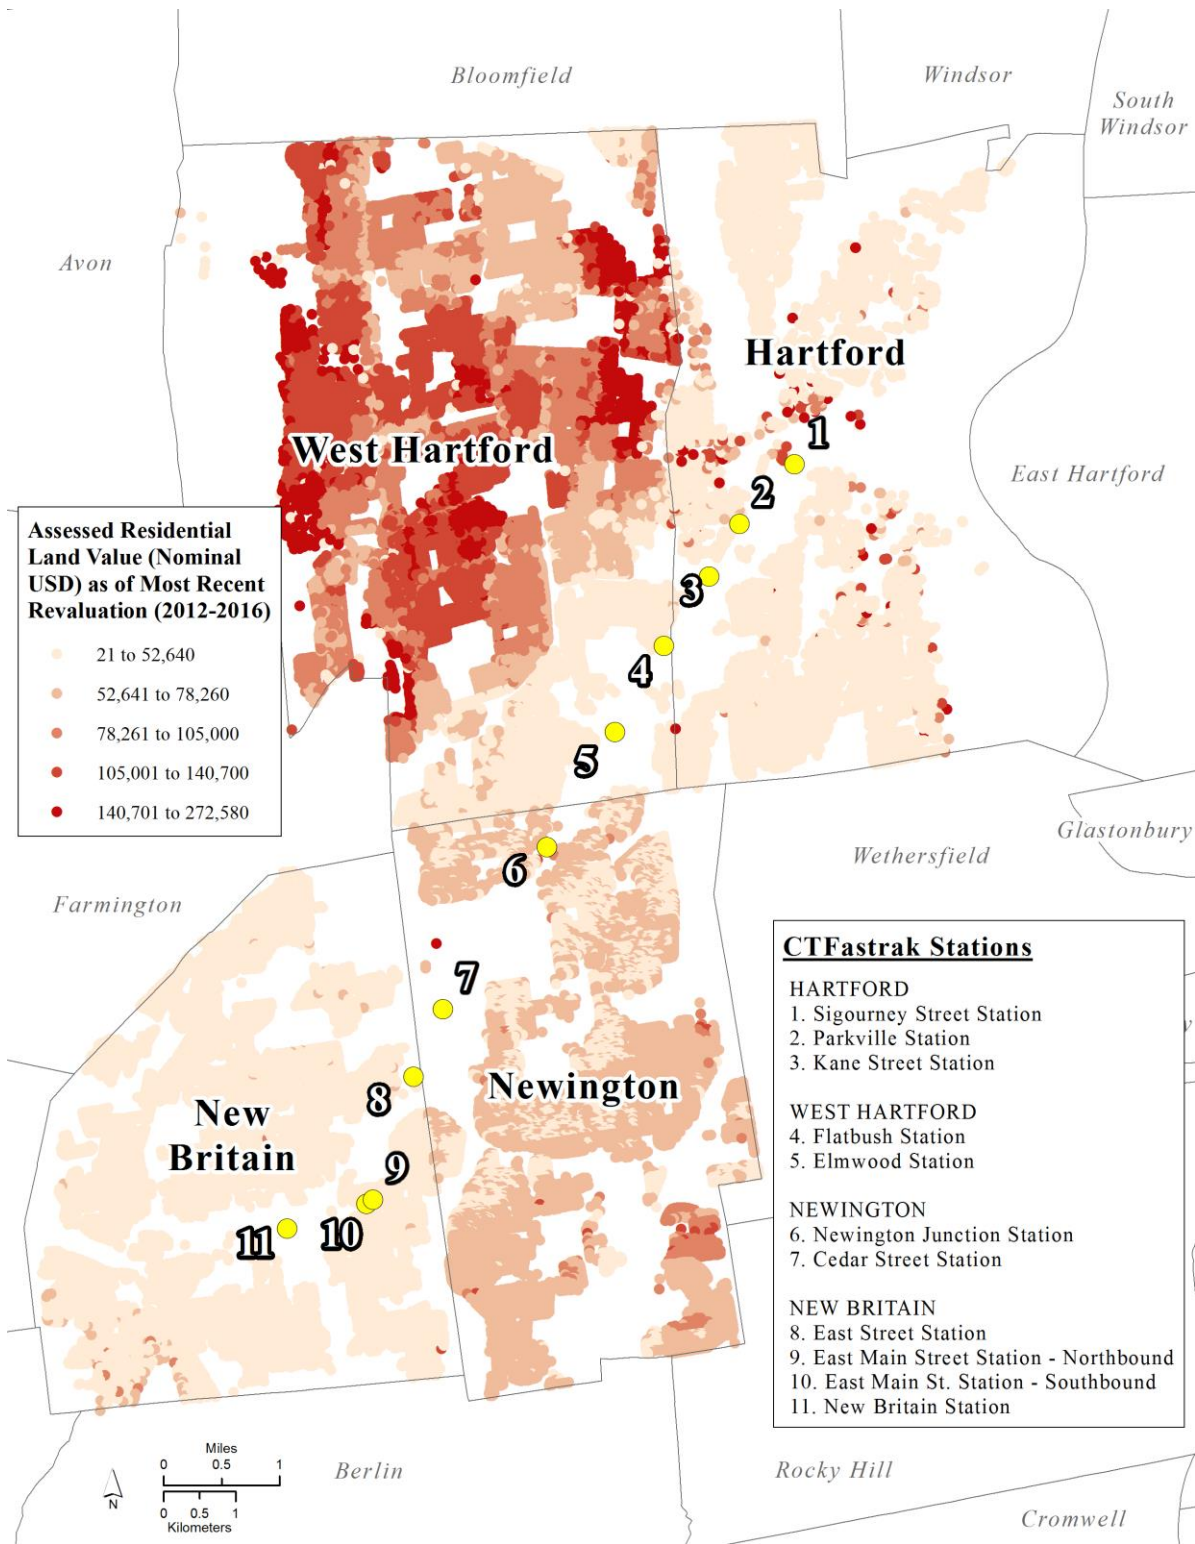 Bloomfield
Windsor
South
Windsor
Avon
Hartford
West Hartford
1
East Hartford
2
Assessed Residential
Land Value (Nominal
USD) as of Most Recent
Revaluation (2012-2016)
21 to 52,640
52,641 to 78,260
78,261 to 105,000
105,001 to 140,700
140,701 to 272,580
3
4
5
Glastonbury
Wethersfield
6
Farmington
7
Newington
8
New
Britain
9
10
11
CTFastrak Stations
HARTFORD
1. Sigourney Street Station
2. Parkville Station
3. Kane Street Station
WEST HARTFORD
4. Flatbush Station
5. Elmwood Station
NEWINGTON
6. Newington Junction Station
7. Cedar Street Station
NEW BRITAIN
8. East Street Station
9. East Main Street Station - Northbound
10. East Main St. Station - Southbound
11. New Britain Station
Miles
0 0.5 1
N
0 0.5 1
Kilometers
Berlin
Rocky Hill
Cromwell